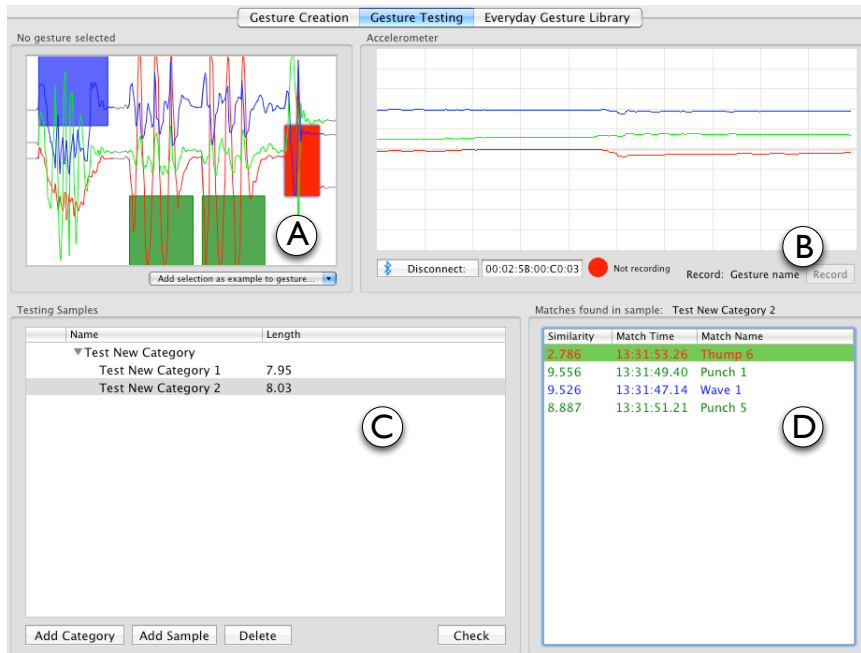 Gesture Creation Gesture Testing Everyday Gesture Library
No gesture selected
A
Add selection as example to gesture...
Accelerometer
B
Disconnect: 00:02:5B:00:C0:03 Not recording Record: Gesture name Record
Testing Samples
Name Length
Test New Category
Test New Category 1 7.95
Test New Category 2 8.03
C
Add Category Add Sample Delete Check
Matches found in sample: Test New Category 2
Similarity Match Time Match Name
2.786 13:31:53.26 Thump 6
9.556 13:31:49.40 Punch 1
9.526 13:31:47.14 Wave 1
8.887 13:31:51.21 Punch 5
D